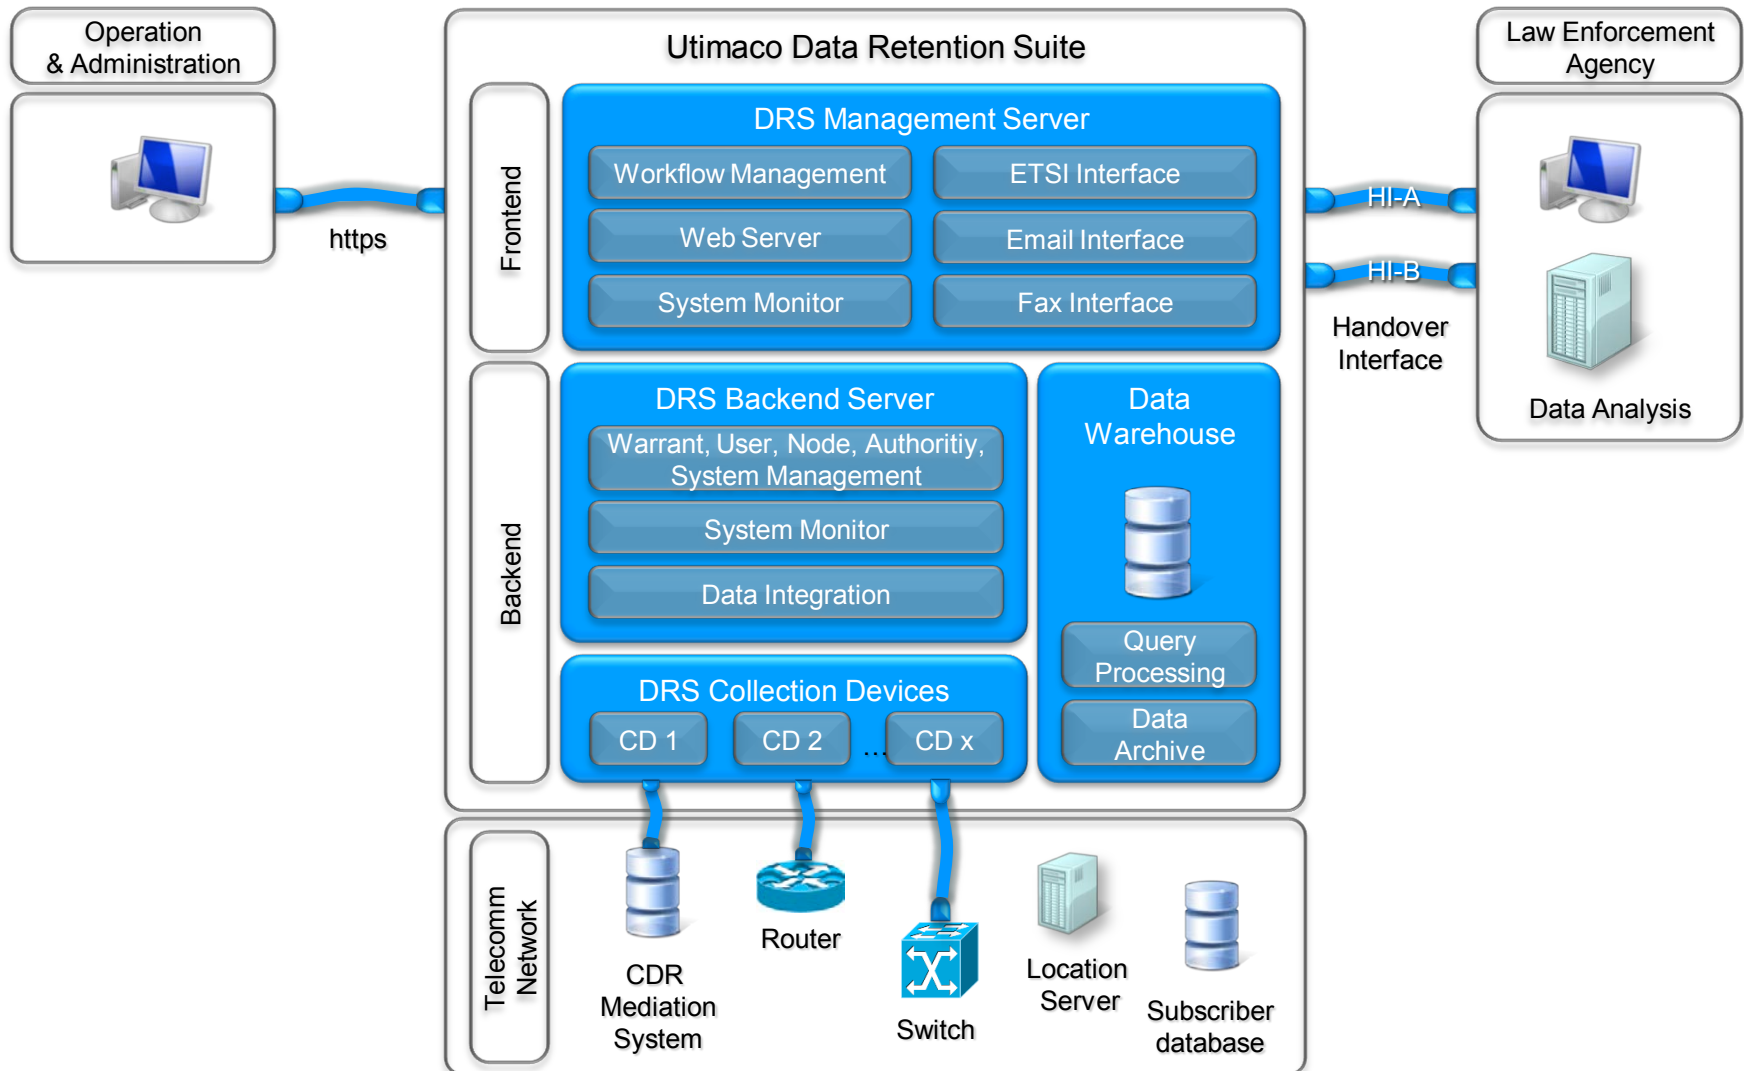 Operation
& Administration
https
Utimaco Data Retention Suite
Frontend
DRS Management Server
Workflow Management
ETSI Interface
Web Server
Email Interface
System Monitor
Fax Interface
Backend
DRS Backend Server
Warrant, User, Node, Authoritiy,
System Management
System Monitor
Data Integration
DRS Collection Devices
CD 1
CD 2
...
CD x
Data
Warehouse
Query
Processing
Data
Archive
Law Enforcement
Agency
HI-A
HI-B
Handover
Interface
Data Analysis
Telecomm
Network
CDR
Mediation
System
Router
Switch
Location
Server
Subscriber
database